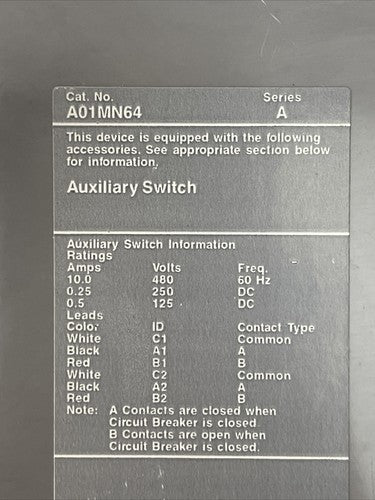 Cat. No. Series
A01MN64 A
This device is equipped with the following
accessories. See appropriate section below
for information.
Auxiliary Switch
Auxiliary Switch Information
Ratings
Amps Volts Freq.
10.0 480 60 Hz
0.25 250 DC
0.5 125 DC
Leads
Color ID Contact Type
White C1 Common
Black A1 A
Red B1 B
White C2 Common
Black A2 A
Red B2 B
Note: A Contacts are closed when
Circuit Breaker is closed
B Contacts are open when
Circuit Breaker is closed.